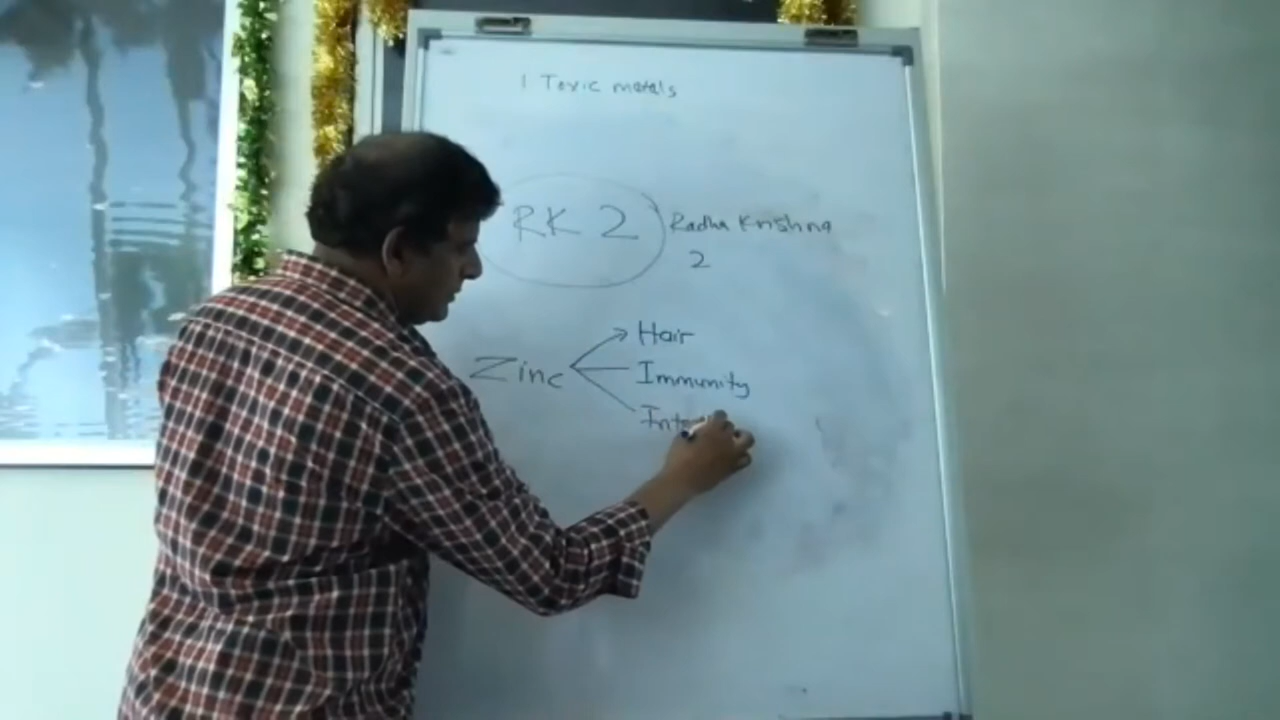 1 Toxic metals
RK 2 Radha Krishna
2
Hair
Zinc Immunity